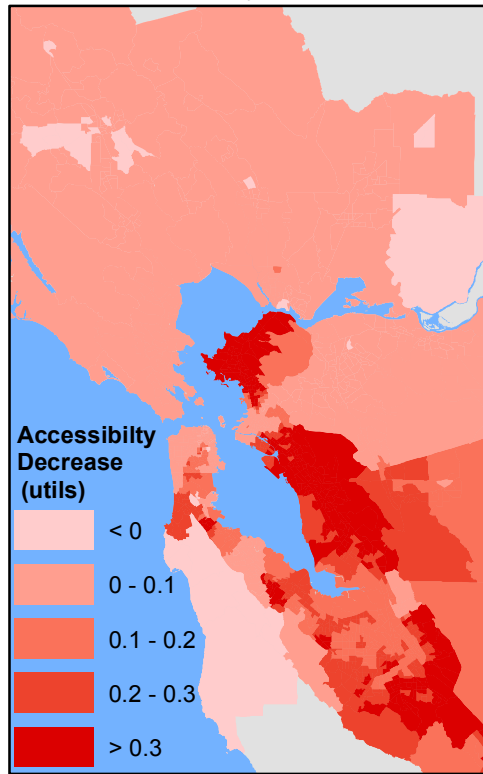 Accessibilty
Decrease
(utils)
< 0
0 - 0.1
0.1 - 0.2
0.2 - 0.3
> 0.3